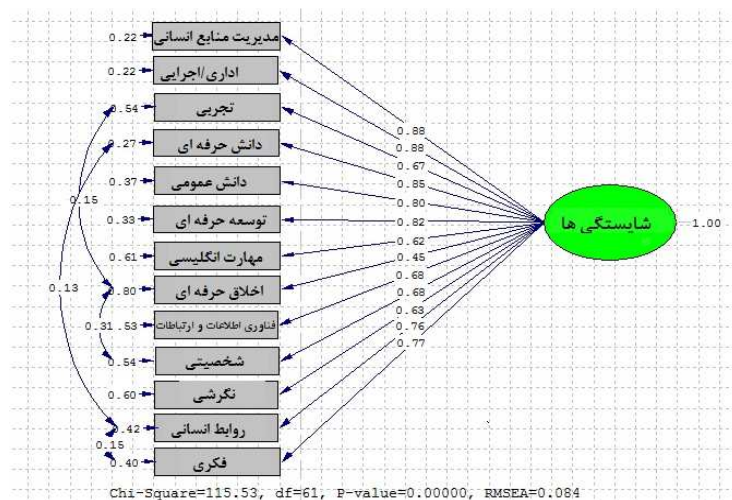 0.22 مدیریت منابع انسانی
0.22 اداری/اجرایی
0.54 تجربی
0.27 دانش حرفه ای
0.37 دانش عمومی
0.33 توسعه حرفه ای
0.61 مهارت انگلیسی
0.80 اخلاق حرفه ای
.53 فناوری اطلاعات و ارتباطات
0.54 شخصیتی
0.60 نگرشی
0.42 روابط انسانی
0.40 فکری
0.15
0.13
0.31
0.15
0.88
0.88
0.67
0.85
0.80
0.82
0.62
0.45
0.68
0.68
0.63
0.76
0.77
شایستگی ها
1.00
Chi-Square=115.53, df=61, P-value=0.00000, RMSEA=0.084